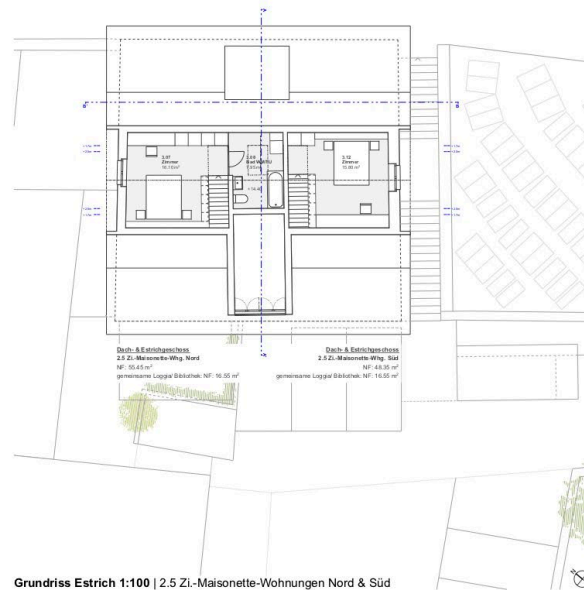 3.07
Zimmer
3.08
3.12
Zimmer
Dach- & Estrichgeschoss
2.5 Zi.-Maisonette-Whg. Nord
NF: 55.45 m²
gemeinsame Loggia/ Bibliothek: NF: 16.55 m²
Dach- & Estrichgeschoss
2.5 Zi.-Maisonette-Whg. Süd
NF: 48.35 m²
gemeinsame Loggia/ Bibliothek: NF: 16.55 m²
N
Grundriss Estrich 1:100 | 2.5 Zi.-Maisonette-Wohnungen Nord & Süd